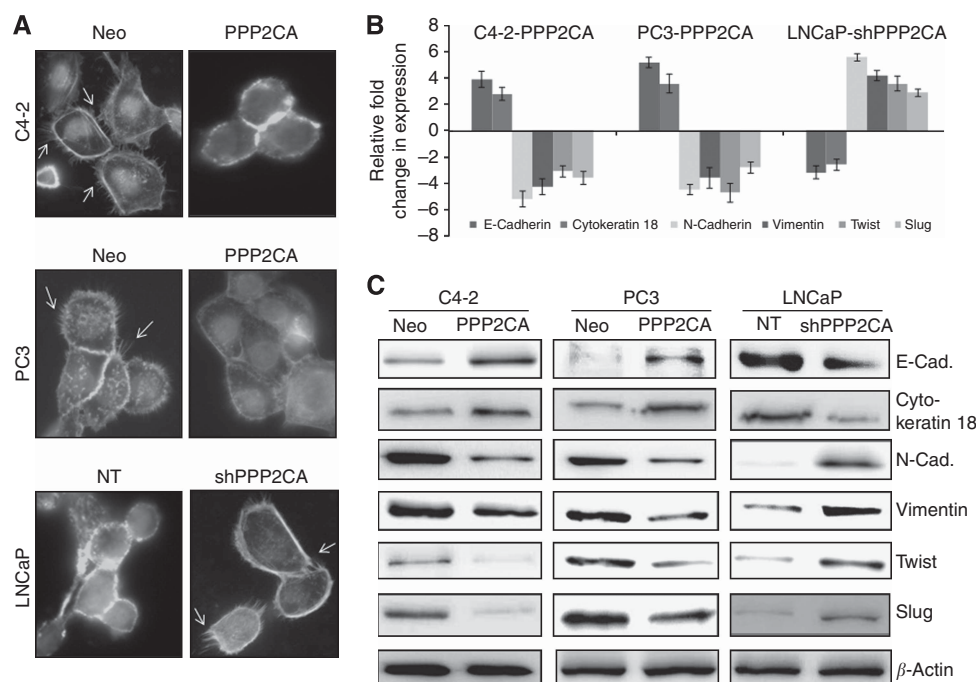 A
Neo PPP2CA
C4-2
Neo PPP2CA
PC3
NT shPPP2CA
LNCaP
B
8
6
4
2
0
−2
−4
−6
−8
Relative fold
change in expression
C4-2-PPP2CA PC3-PPP2CA LNCaP-shPPP2CA
E-Cadherin Cytokeratin 18 N-Cadherin Vimentin Twist Slug
C
C4-2 PC3 LNCaP
Neo PPP2CA Neo PPP2CA NT shPPP2CA
E-Cad.
Cyto-
keratin 18
N-Cad.
Vimentin
Twist
Slug
β-Actin